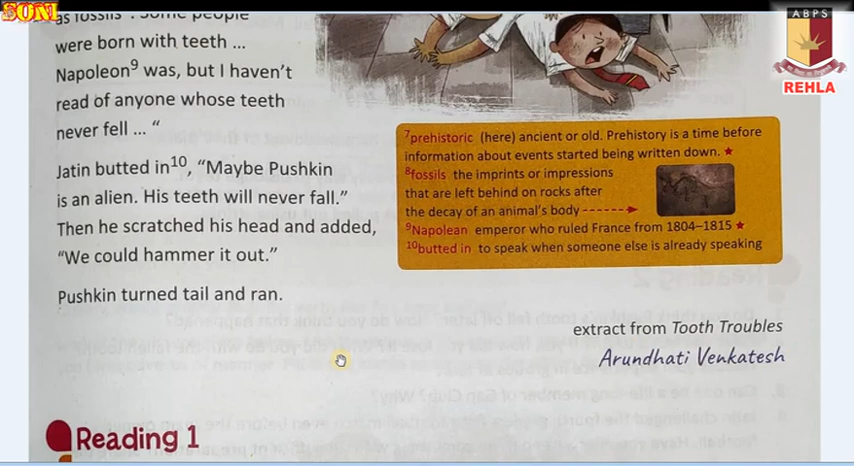 SONI
ABPS
REHLA
as fossils". Some people
were born with teeth ...
Napoleon9 was, but I haven't
read of anyone whose teeth
never fell ... “
Jatin butted in10, “Maybe Pushkin
is an alien. His teeth will never fall.”
Then he scratched his head and added,
“We could hammer it out.”
Pushkin turned tail and ran.
7prehistoric (here) ancient or old. Prehistory is a time before
information about events started being written down. ★
8fossils the imprints or impressions
that are left behind on rocks after
the decay of an animal's body
9Napolean emperor who ruled France from 1804–1815 ★
10butted in to speak when someone else is already speaking
extract from Tooth Troubles
Arundhati Venkatesh
Reading 1